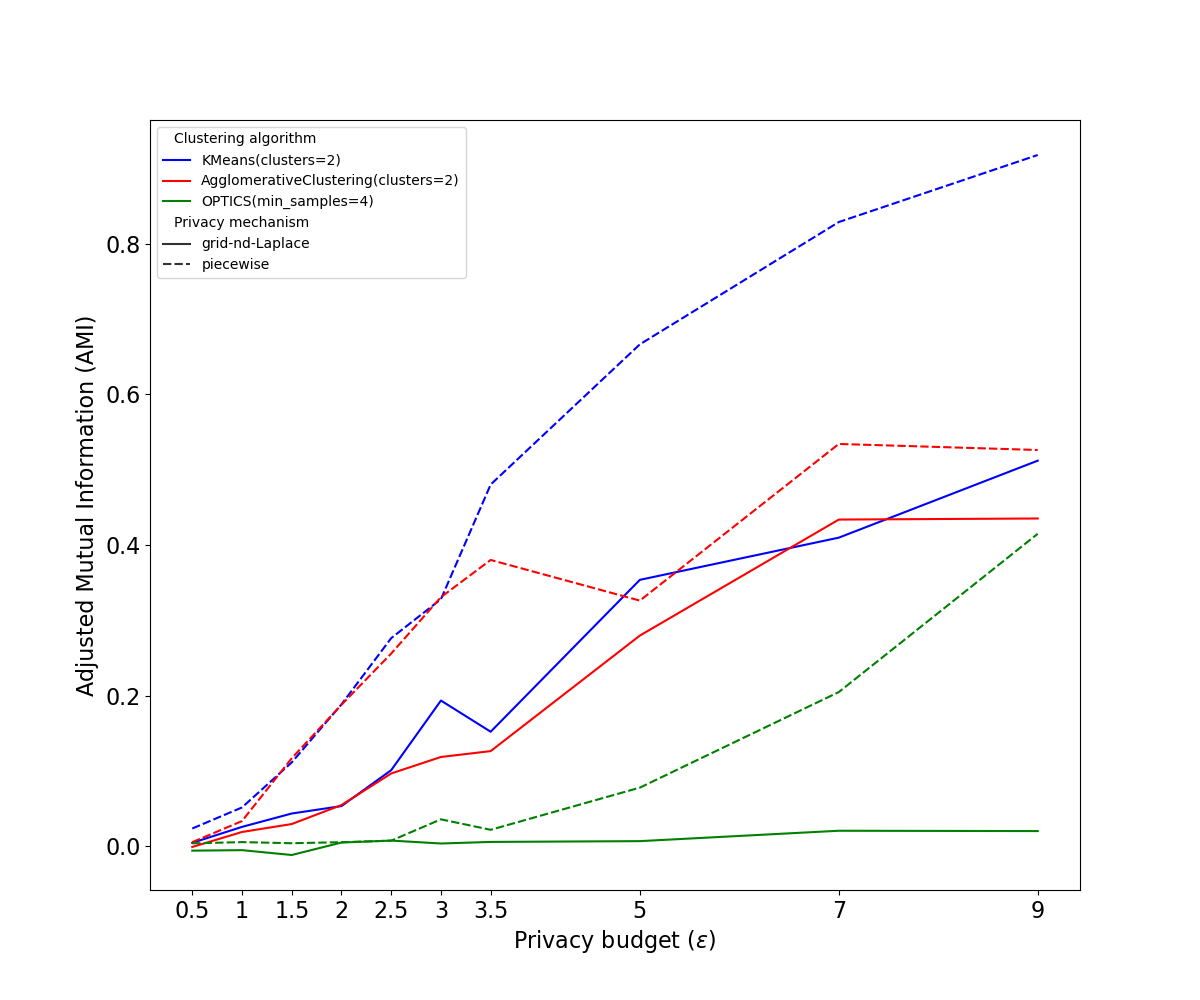 Clustering algorithm
KMeans(clusters=2)
AgglomerativeClustering(clusters=2)
OPTICS(min_samples=4)
Privacy mechanism
grid-nd-Laplace
piecewise
Adjusted Mutual Information (AMI)
0.8
0.6
0.4
0.2
0.0
0.5 1 1.5 2 2.5 3 3.5 5 7 9
Privacy budget (ε)